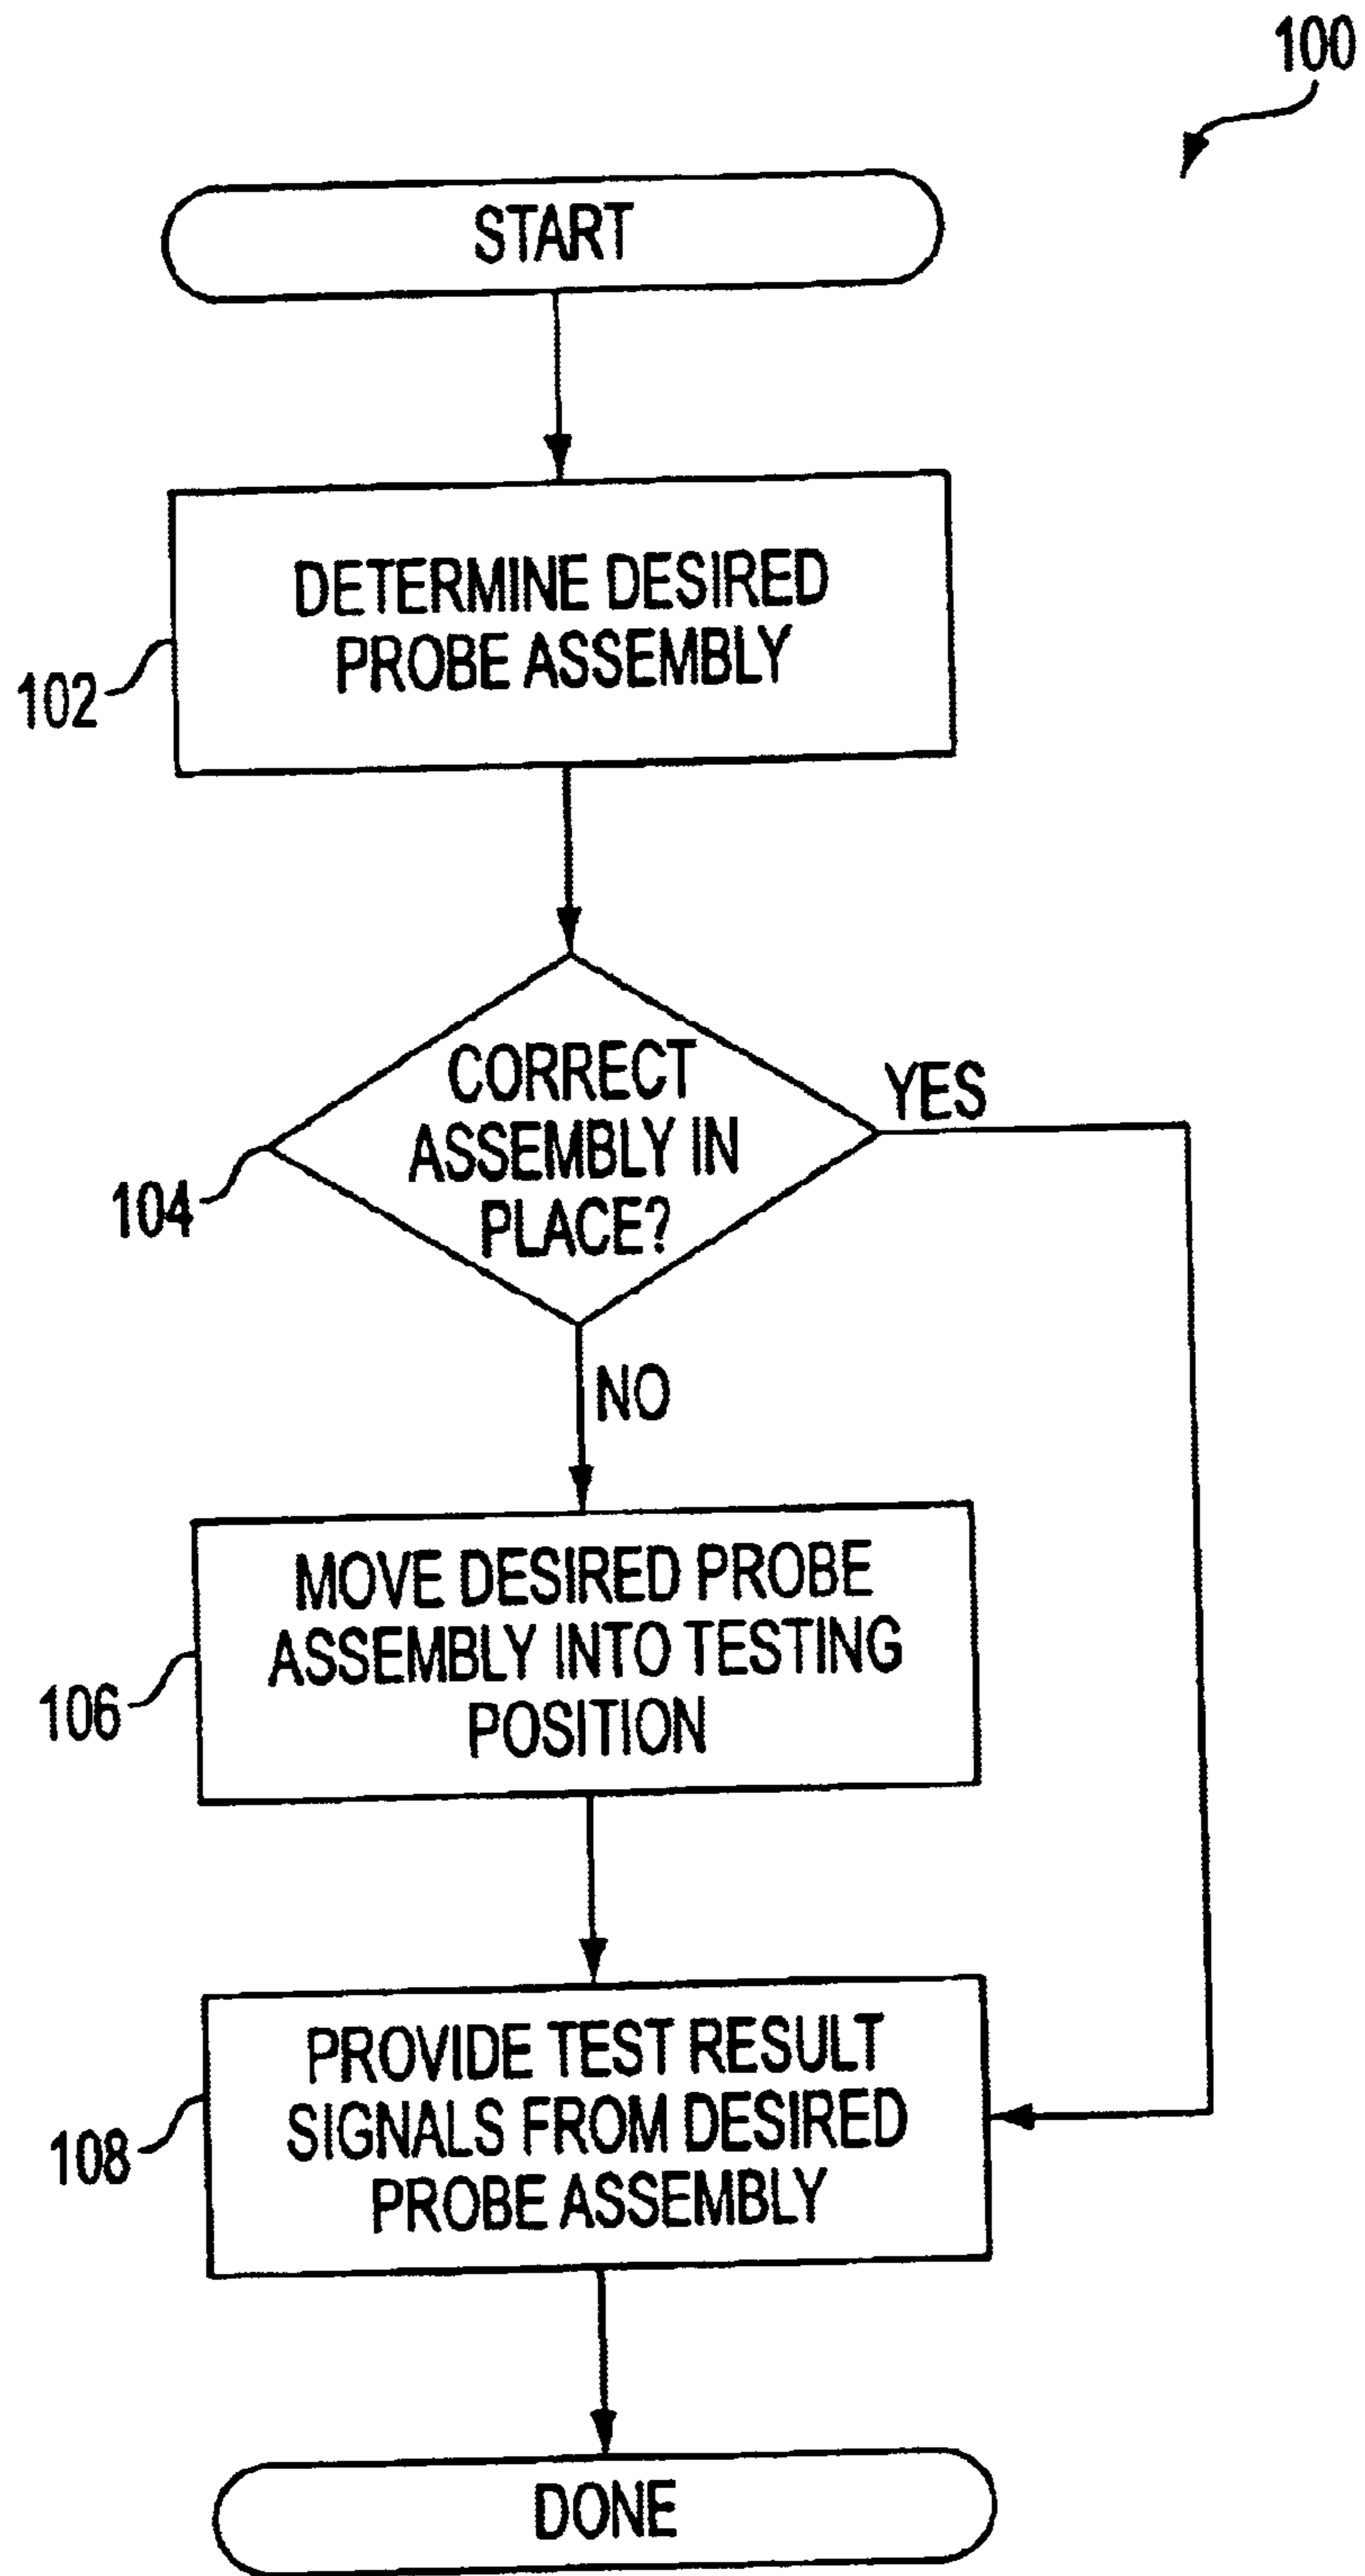 100
START
DETERMINE DESIRED
PROBE ASSEMBLY
102
CORRECT
ASSEMBLY IN
PLACE?
YES
104
NO
MOVE DESIRED PROBE
ASSEMBLY INTO TESTING
POSITION
106
PROVIDE TEST RESULT
SIGNALS FROM DESIRED
PROBE ASSEMBLY
108
DONE